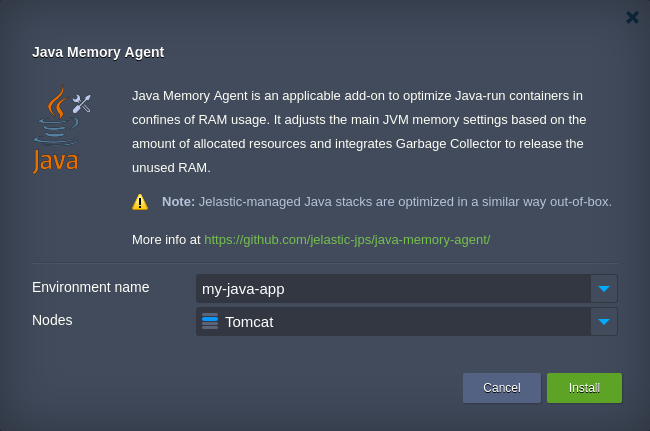 Java Memory Agent
Java
Java Memory Agent is an applicable add-on to optimize Java-run containers in
confines of RAM usage. It adjusts the main JVM memory settings based on the
amount of allocated resources and integrates Garbage Collector to release the
unused RAM.
Note: Jelastic-managed Java stacks are optimized in a similar way out-of-box.
More info at https://github.com/jelastic-jps/java-memory-agent/
Environment name
my-java-app
Nodes
Tomcat
Cancel
Install